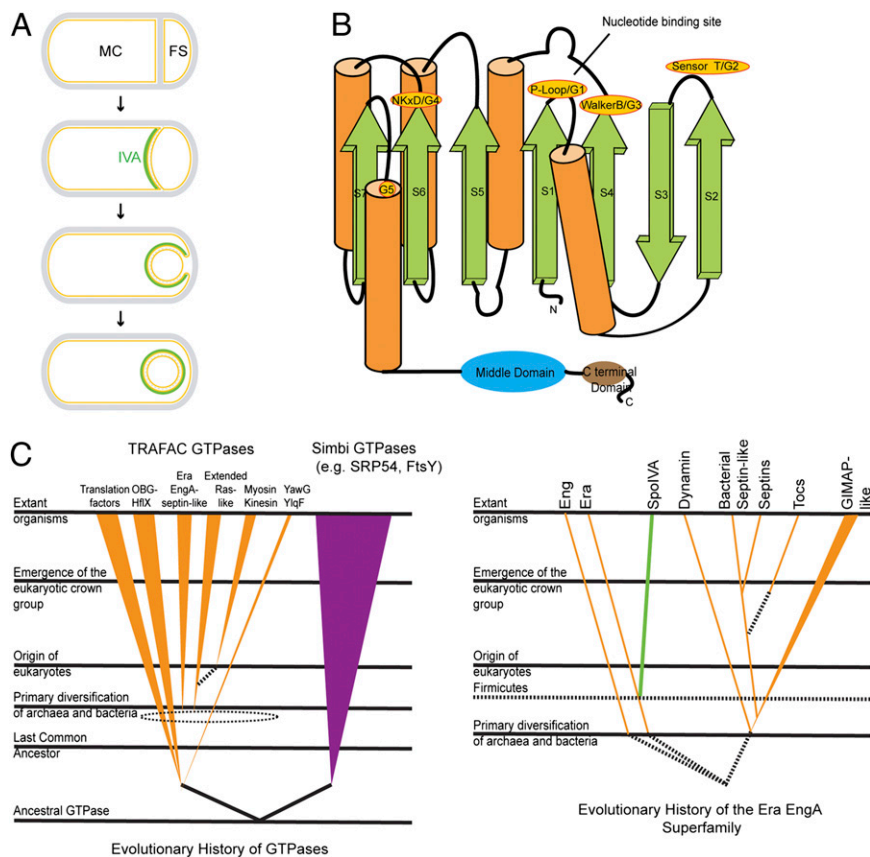 A
MC
FS
IVA
B
Nucleotide binding site
Sensor T/G2
P-Loop/G1
NKxD/G4
WalkerB/G3
G5
S7
S6
S5
S1
S4
S3
S2
N
Middle Domain
C terminal
Domain
C
C
TRAFAC GTPases
Simbi GTPases
(e.g. SRP54, FtsY)
Translation
factors
OBG-
HflX
Era
EngA-
septin-like
Extended
Ras-
like
Myosin
Kinesin
YawG
YlqF
Extant
organisms
Emergence of the
eukaryotic crown
group
Origin of
eukaryotes
Primary diversification
of archaea and bacteria
Last Common
Ancestor
Ancestral GTPase
Evolutionary History of GTPases
Eng
Era
SpoIVA
Dynamin
Bacterial
Septin-like
Septins
Tocs
GIMAP-
like
Extant
organisms
Emergence of the
eukaryotic crown
group
Origin of
eukaryotes
Firmicutes
Primary diversification
of archaea and bacteria
Evolutionary History of the Era EngA
Superfamily